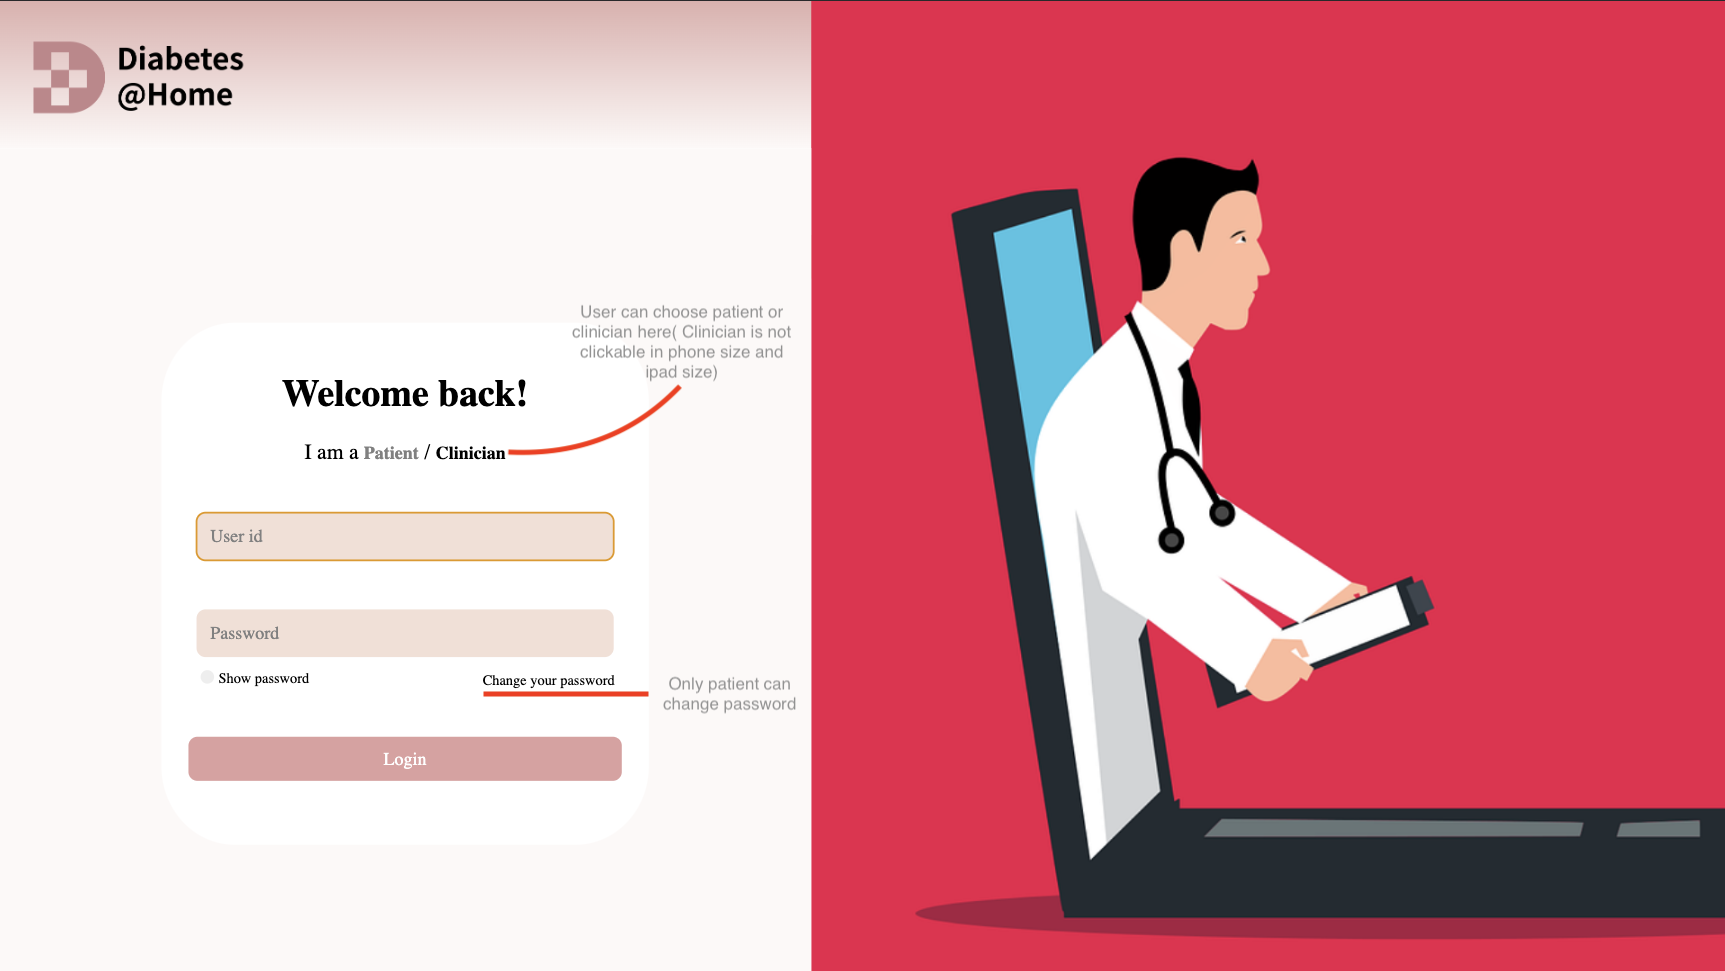 Diabetes
@Home
User can choose patient or
clinician here( Clinician is not
clickable in phone size and
ipad size)
Welcome back!
I am a Patient / Clinician
User id
Password
Show password
Change your password
Only patient can
change password
Login